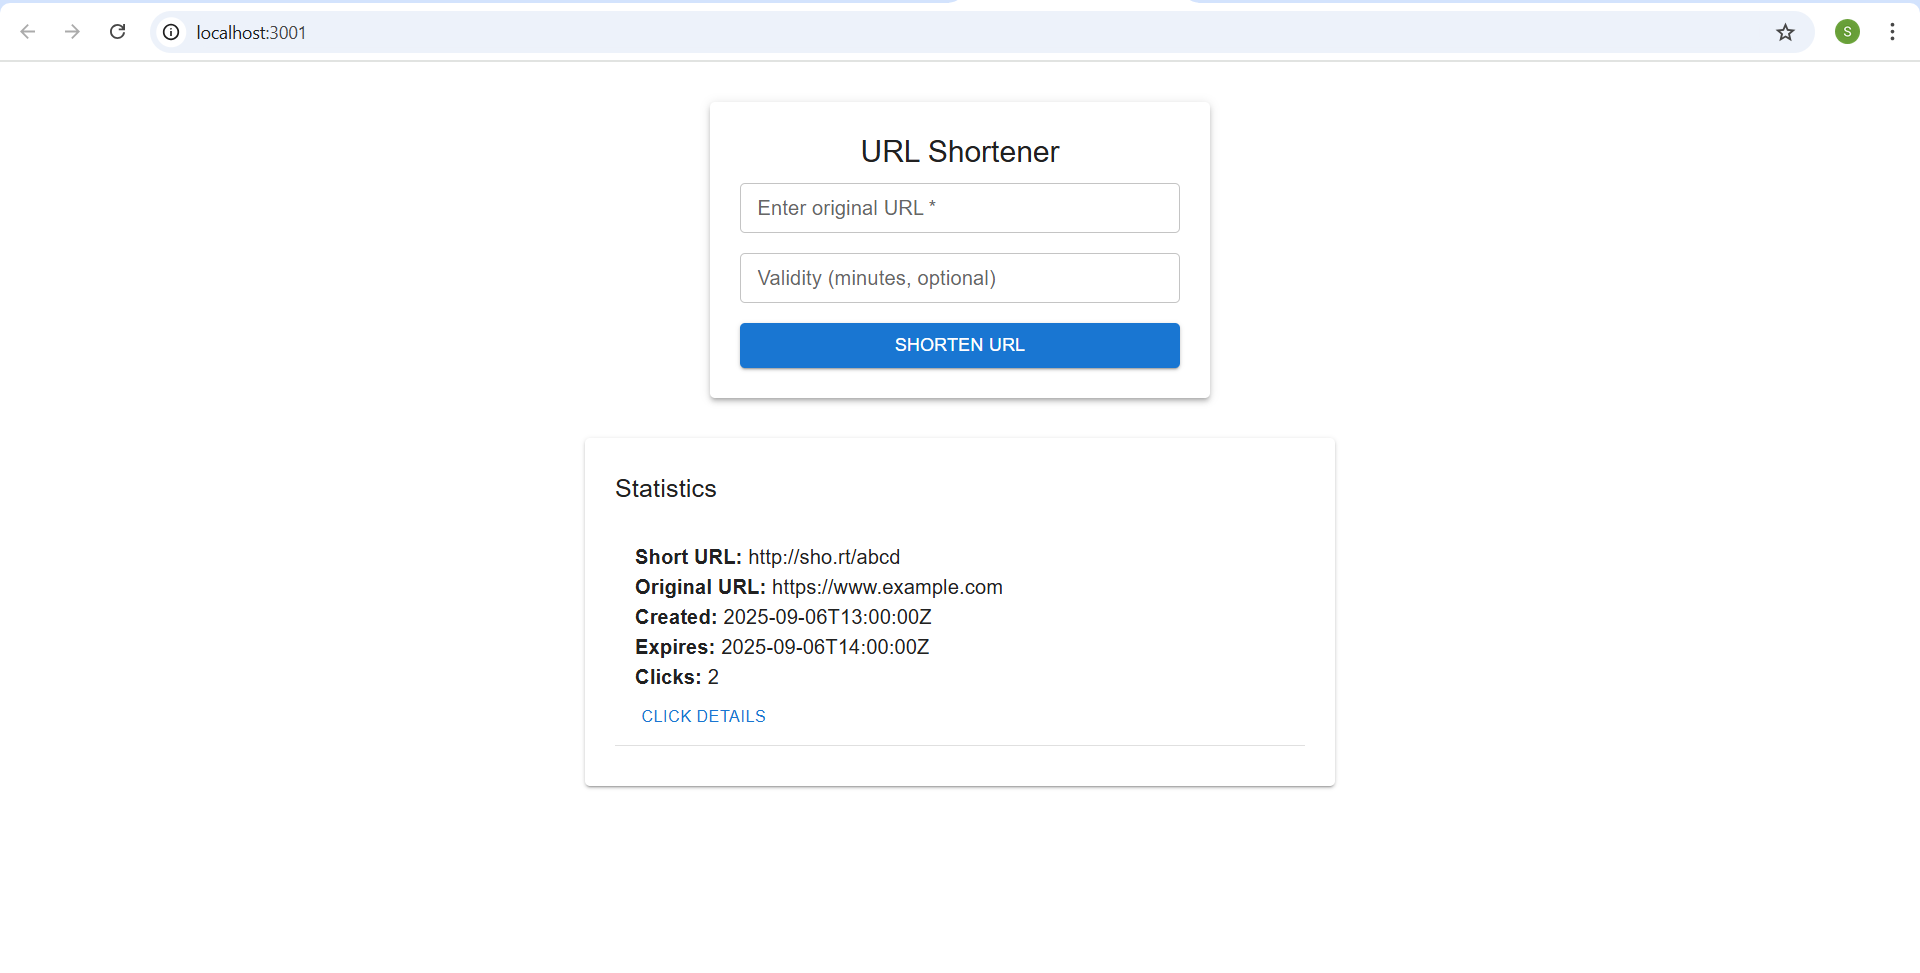 localhost:3001
S
URL Shortener
Enter original URL *
Validity (minutes, optional)
SHORTEN URL
Statistics
Short URL: http://sho.rt/abcd
Original URL: https://www.example.com
Created: 2025-09-06T13:00:00Z
Expires: 2025-09-06T14:00:00Z
Clicks: 2
CLICK DETAILS